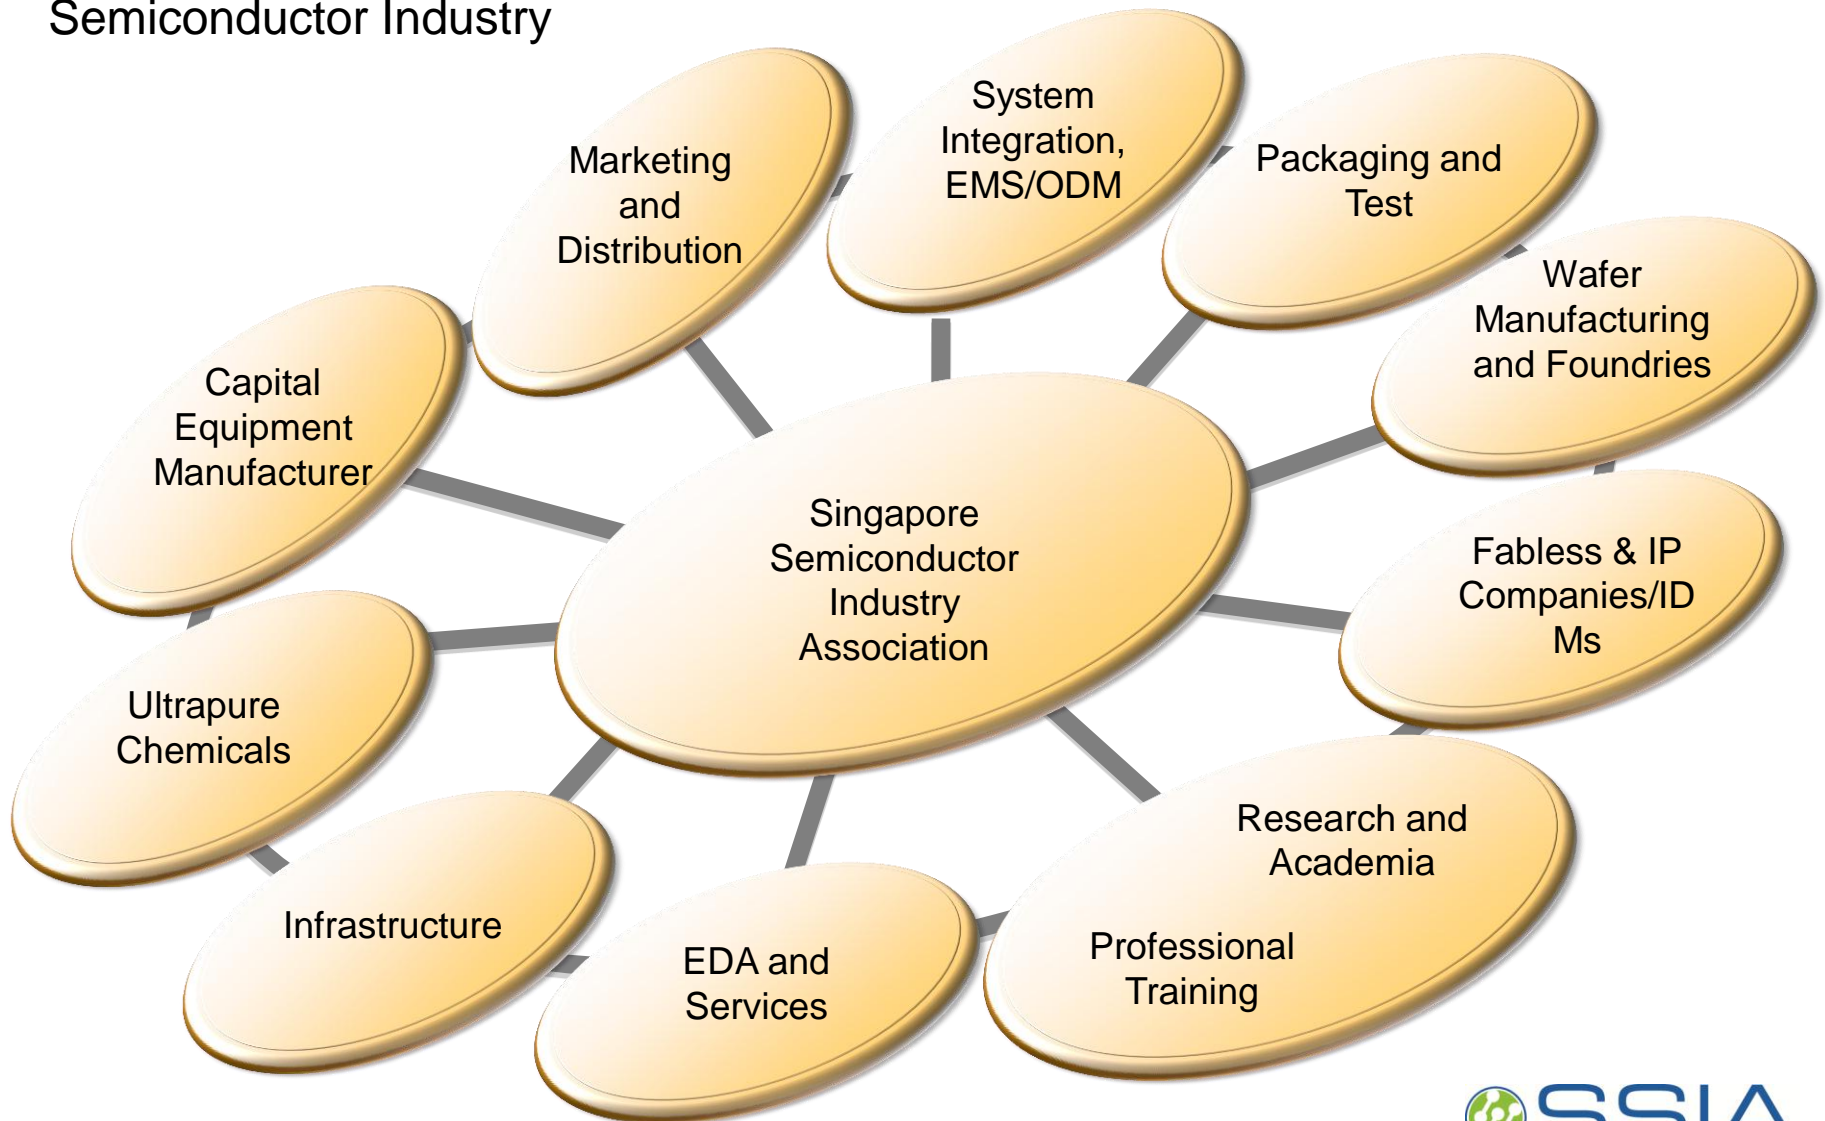 Semiconductor Industry
System
Integration,
EMS/ODM
Marketing
and
Distribution
Packaging and
Test
Wafer
Manufacturing
and Foundries
Capital
Equipment
Manufacturer
Singapore
Semiconductor
Industry
Association
Fabless & IP
Companies/ID
Ms
Ultrapure
Chemicals
Research and
Academia
Infrastructure
EDA and
Services
Professional
Training
SSIA